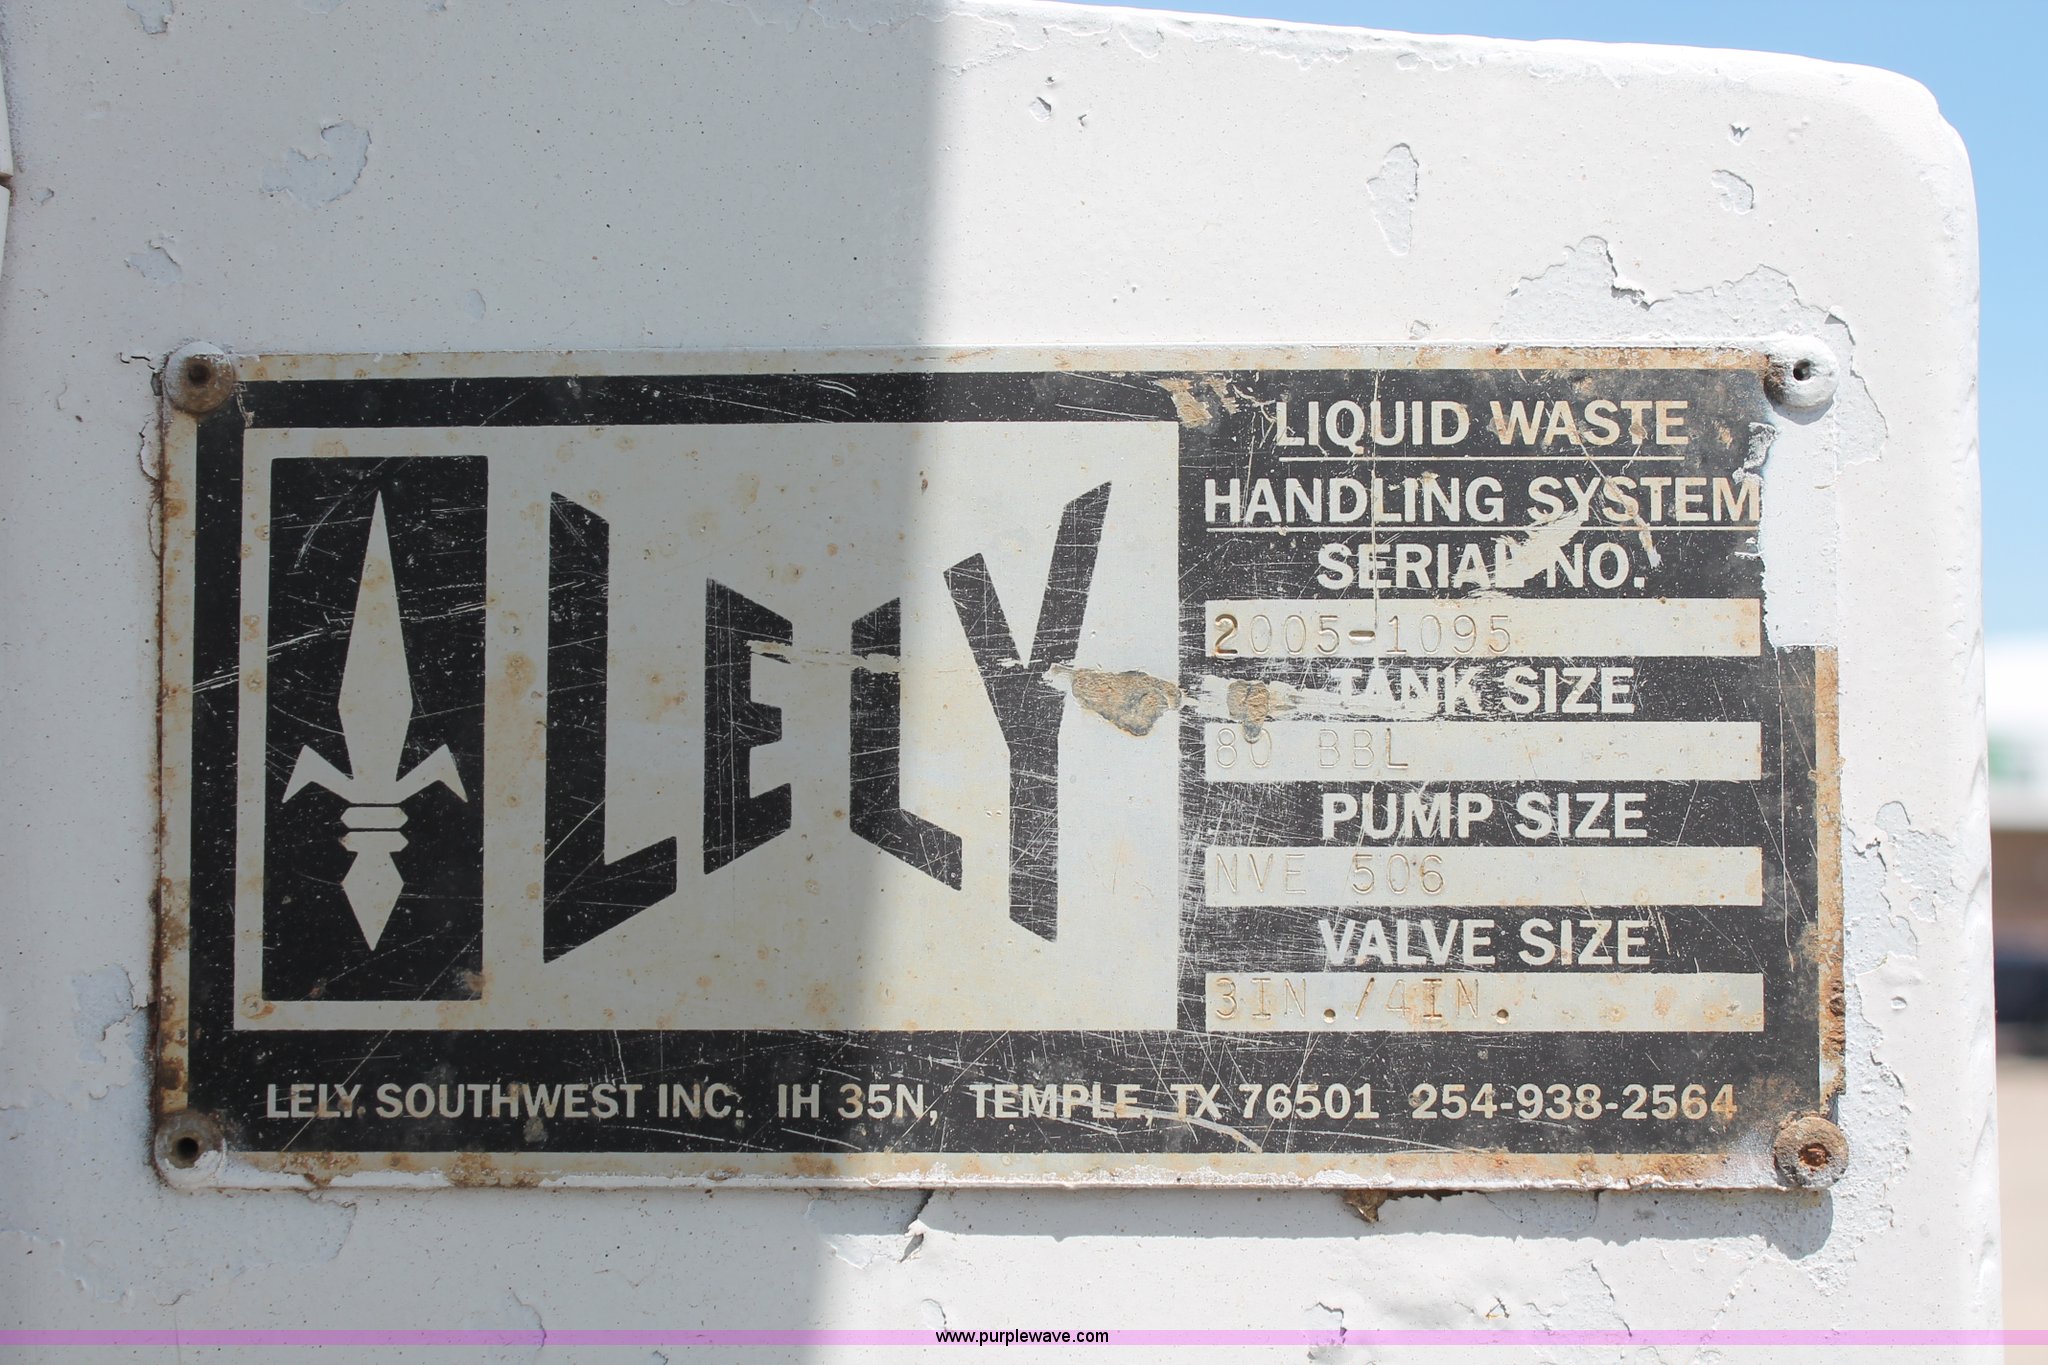 LELY
LIQUID WASTE
HANDLING SYSTEM
SERIAL NO.
2005-1095
TANK SIZE
80 BBL
PUMP SIZE
NVE 506
VALVE SIZE
3IN./4IN.
LELY SOUTHWEST INC. IH 35N, TEMPLE, TX 76501 254-938-2564
www.purplewave.com